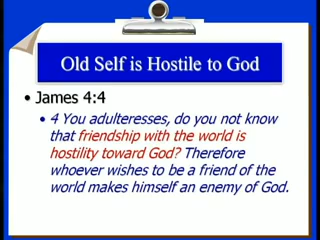 Old Self is Hostile to God
• James 4:4
• 4 You adulteresses, do you not know
that friendship with the world is
hostility toward God? Therefore
whoever wishes to be a friend of the
world makes himself an enemy of God.